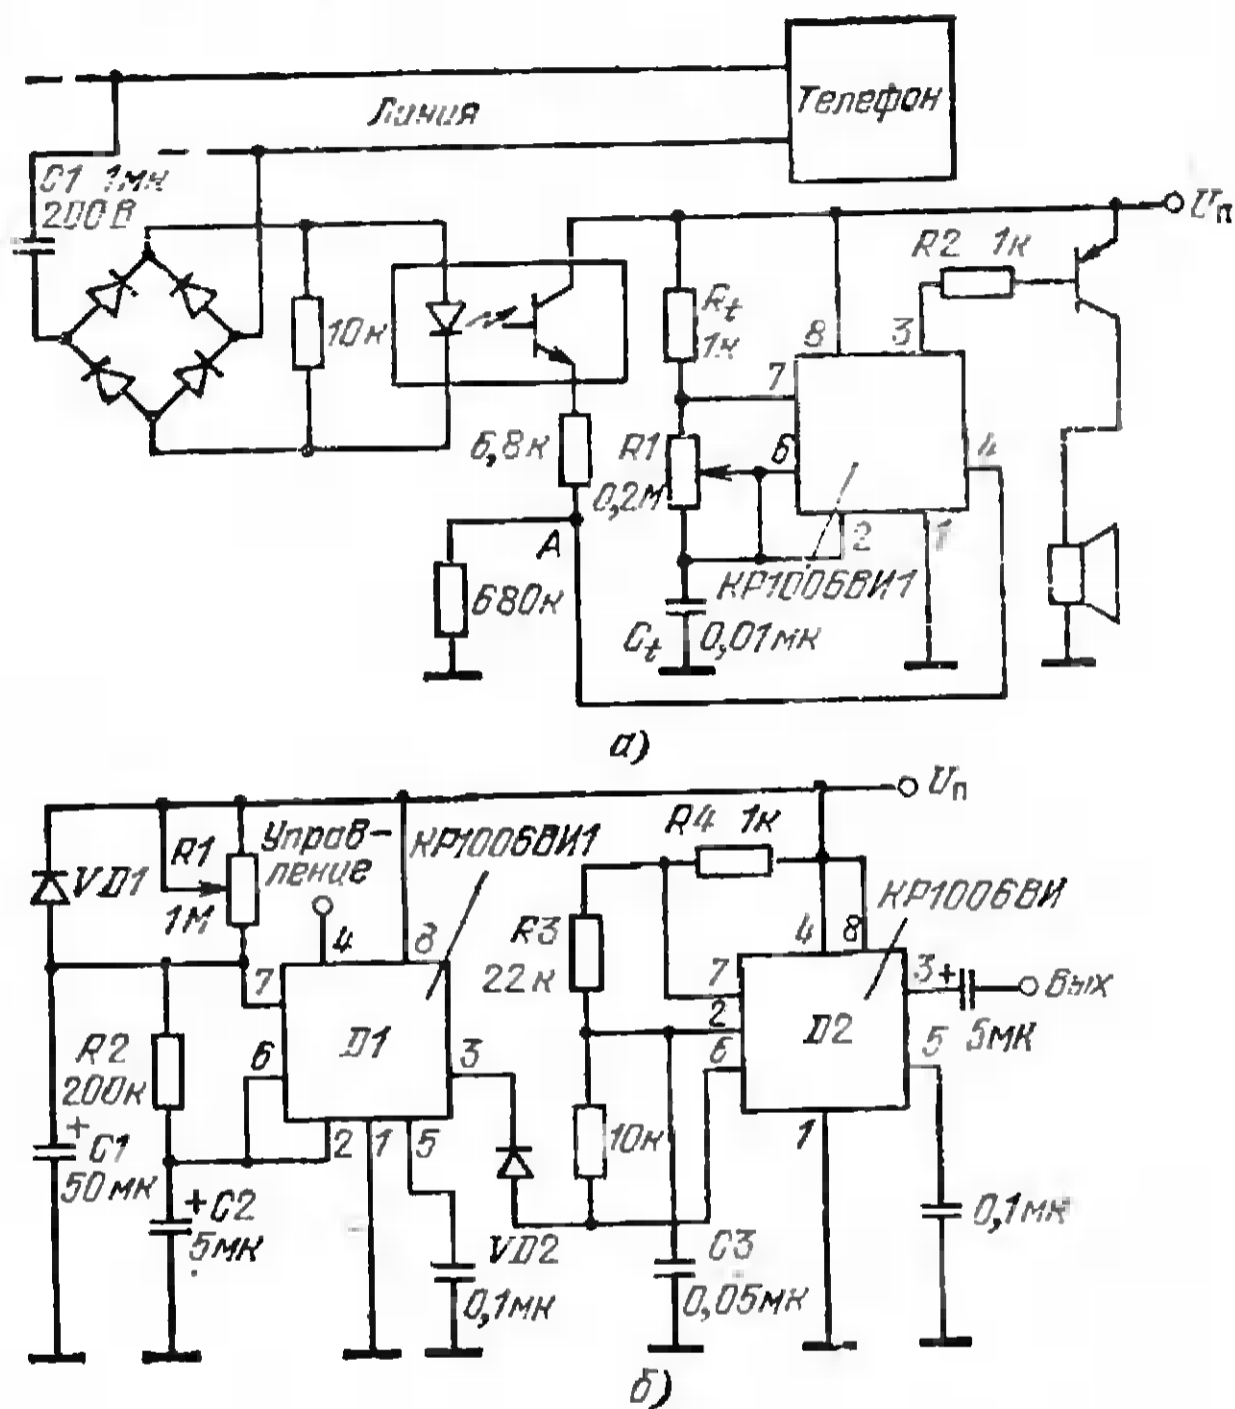 Телефон
Линия
C1 1мк
200В
Uп
R2 1к
10к
Rt
1к
8
3
7
6,8к
R1
0,2м
6
4
A
2
1
680к
КР1006ВИ1
Ct
0,01мк
а)
Uп
R4 1к
Управ-
ление
КР1006ВИ1
R1
VD1
1М
КР1006ВИ
4
8
4
8
R3
22к
7
7
3
+
Вых
5мк
D1
2
D2
R2
200к
6
3
6
5
2
1
5
10к
1
+
C1
50мк
+C2
5мк
VD2
C3
0,1мк
0,1мк
0,05мк
б)